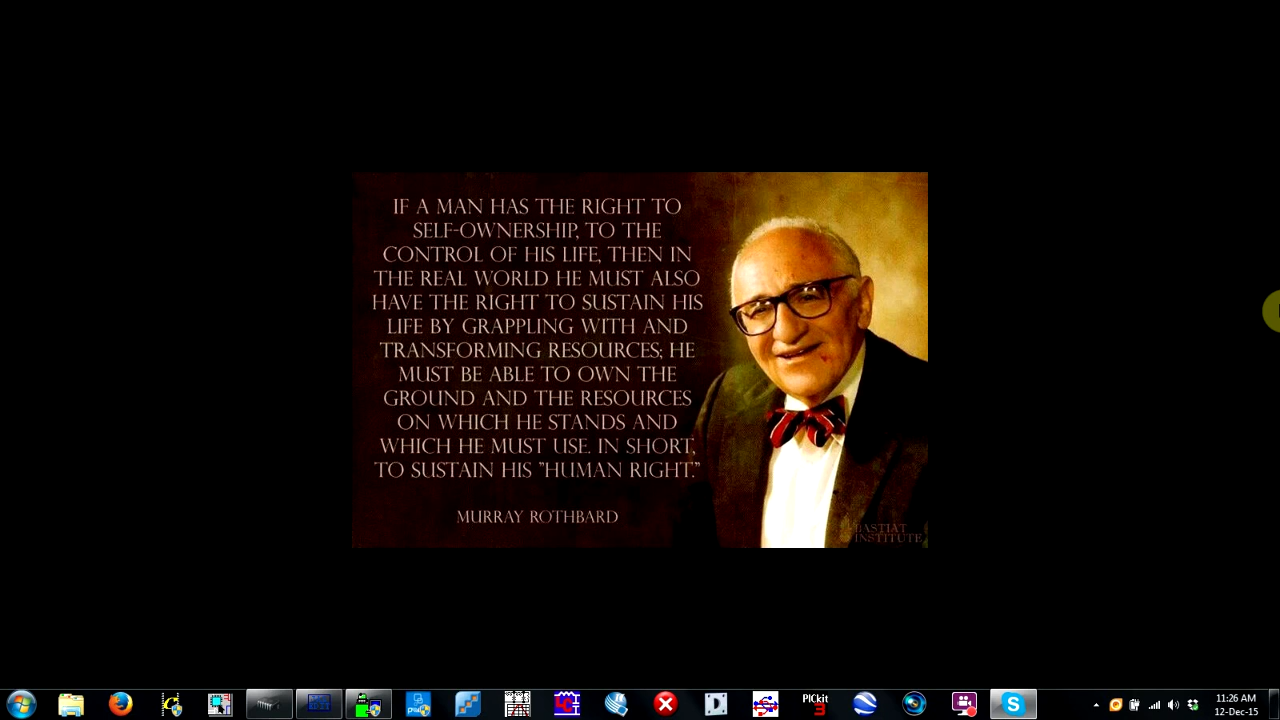 IF A MAN HAS THE RIGHT TO
SELF-OWNERSHIP, TO THE
CONTROL OF HIS LIFE, THEN IN
THE REAL WORLD HE MUST ALSO
HAVE THE RIGHT TO SUSTAIN HIS
LIFE BY GRAPPLING WITH AND
TRANSFORMING RESOURCES; HE
MUST BE ABLE TO OWN THE
GROUND AND THE RESOURCES
ON WHICH HE STANDS AND
WHICH HE MUST USE. IN SHORT,
TO SUSTAIN HIS "HUMAN RIGHT."
MURRAY ROTHBARD
BASTIAT
INSTITUTE
PICkit
3
S
11:26 AM
12-Dec-15